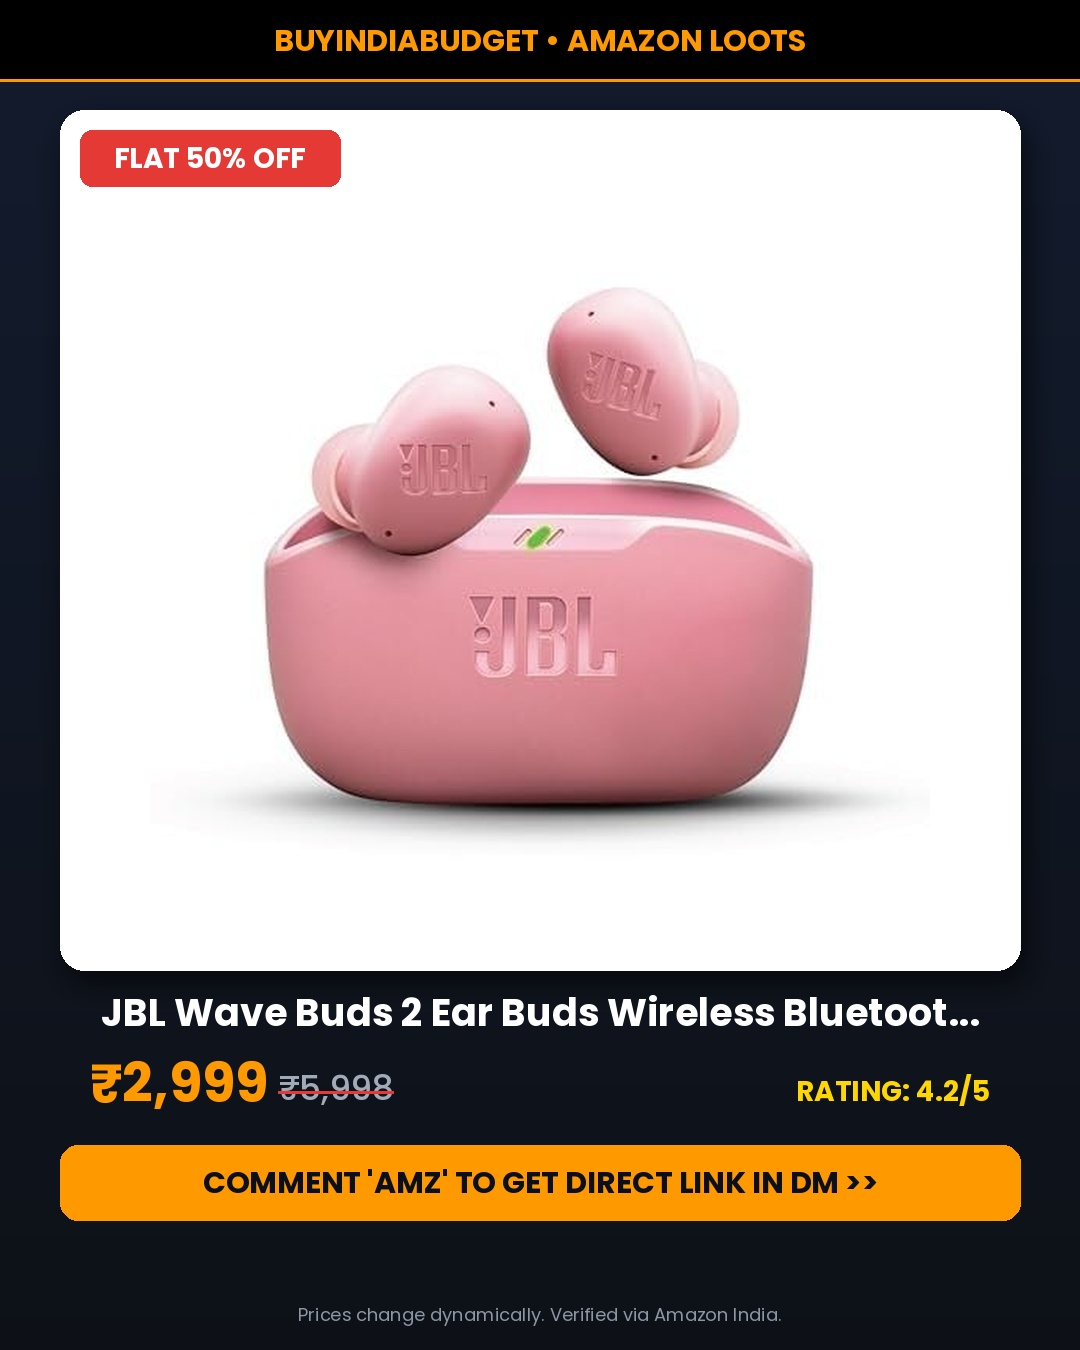 BUYINDIABUDGET • AMAZON LOOTS
FLAT 50% OFF
JBL
JBL
JBL
JBL Wave Buds 2 Ear Buds Wireless Bluetoot...
₹2,999 ₹5,998
RATING: 4.2/5
COMMENT 'AMZ' TO GET DIRECT LINK IN DM >>
Prices change dynamically. Verified via Amazon India.